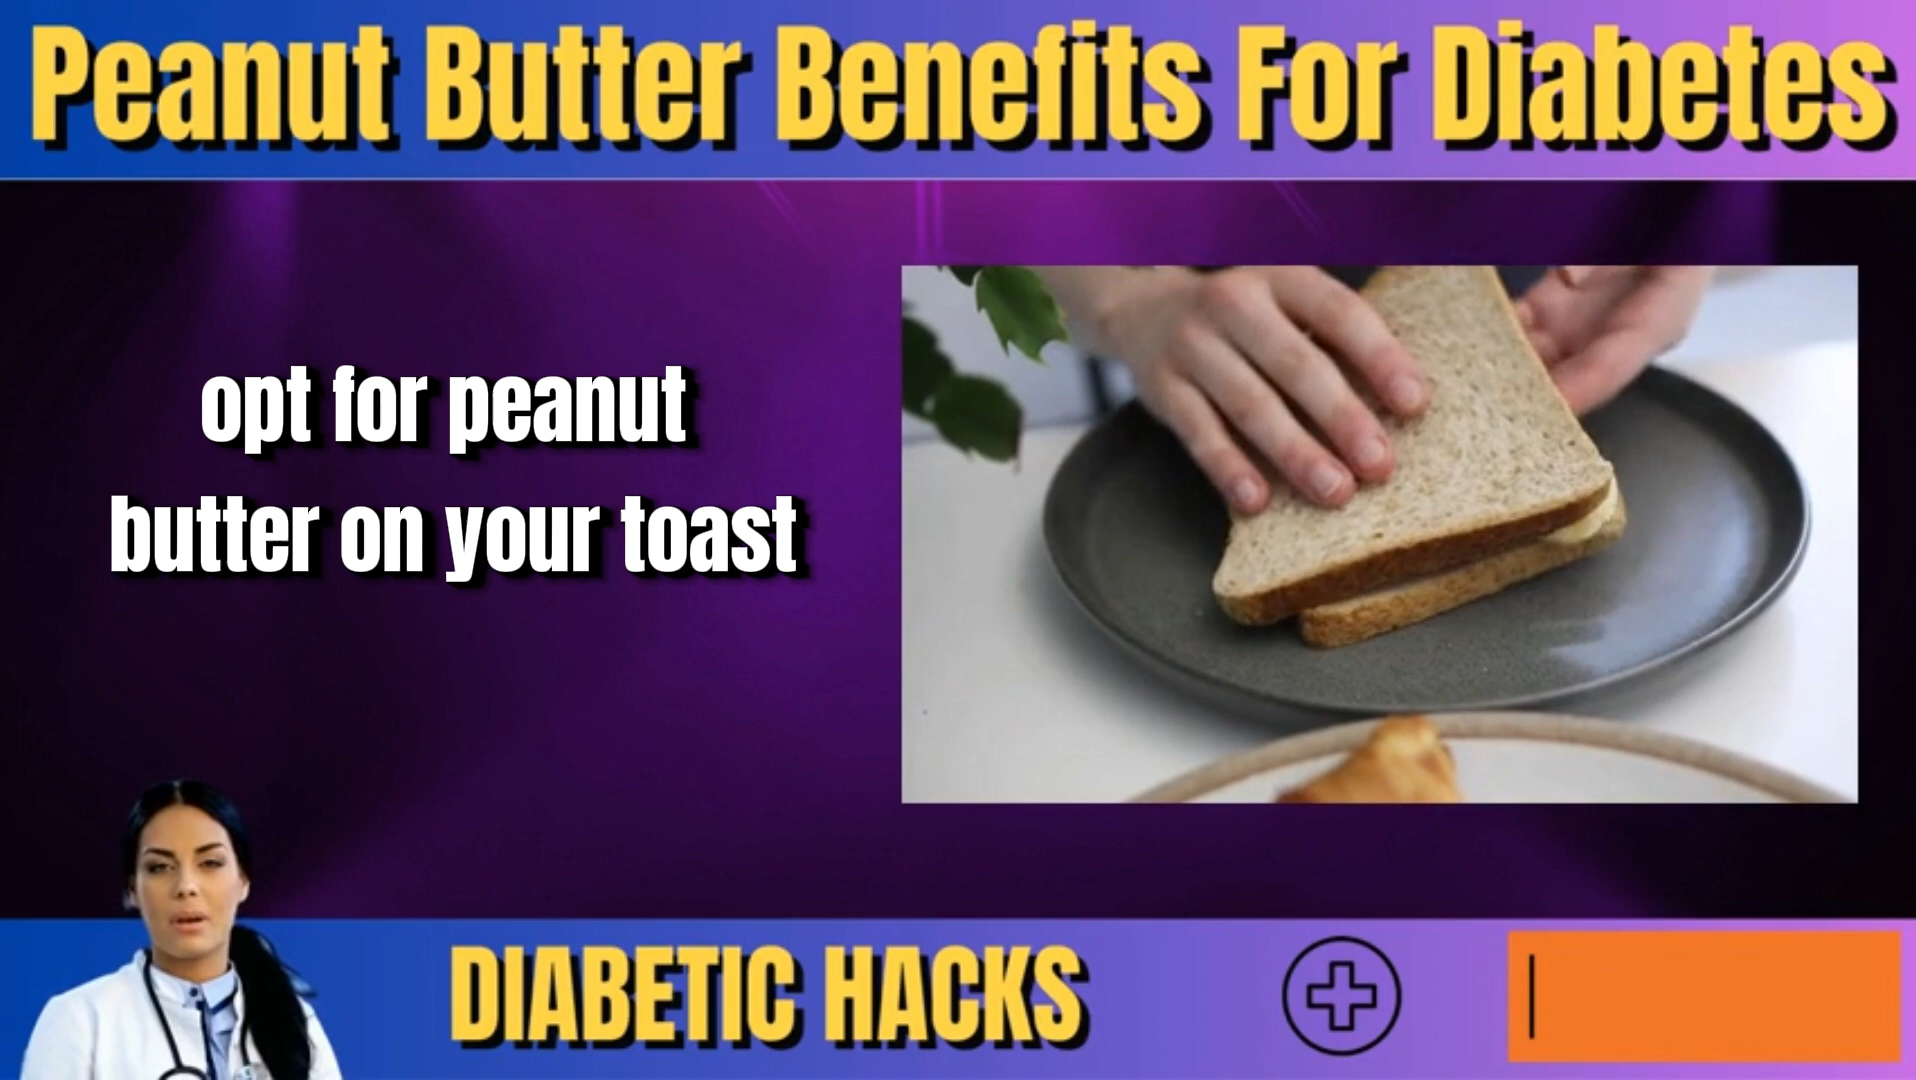 Peanut Butter Benefits For Diabetes
opt for peanut
butter on your toast
DIABETIC HACKS